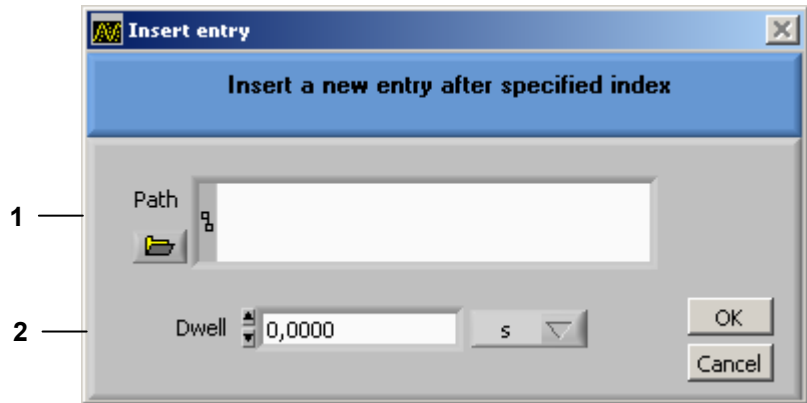 Insert entry
Insert a new entry after specified index
1
Path
2
Dwell
0,0000
s
OK
Cancel